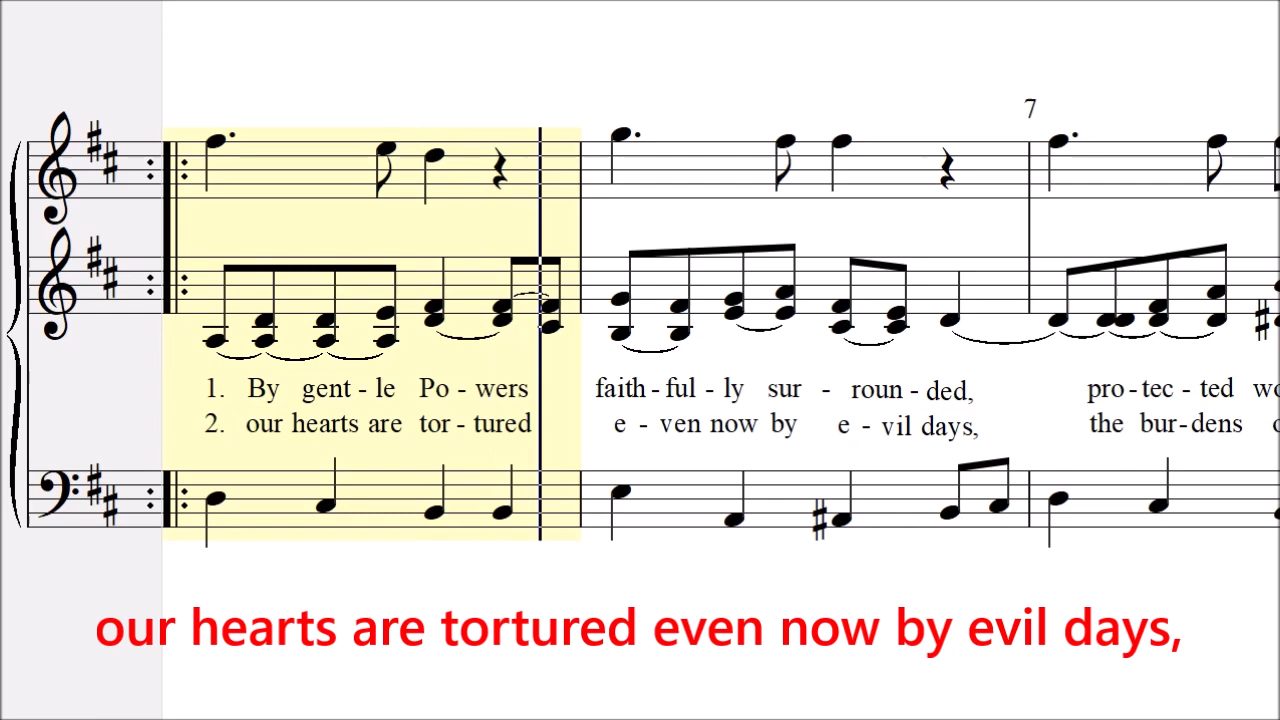 7
1. By gent - le Po - wers faith - ful - ly sur - roun - ded, pro - tec - ted
2. our hearts are tor - tured e - ven now by e - vil days, the bur - dens
our hearts are tortured even now by evil days,